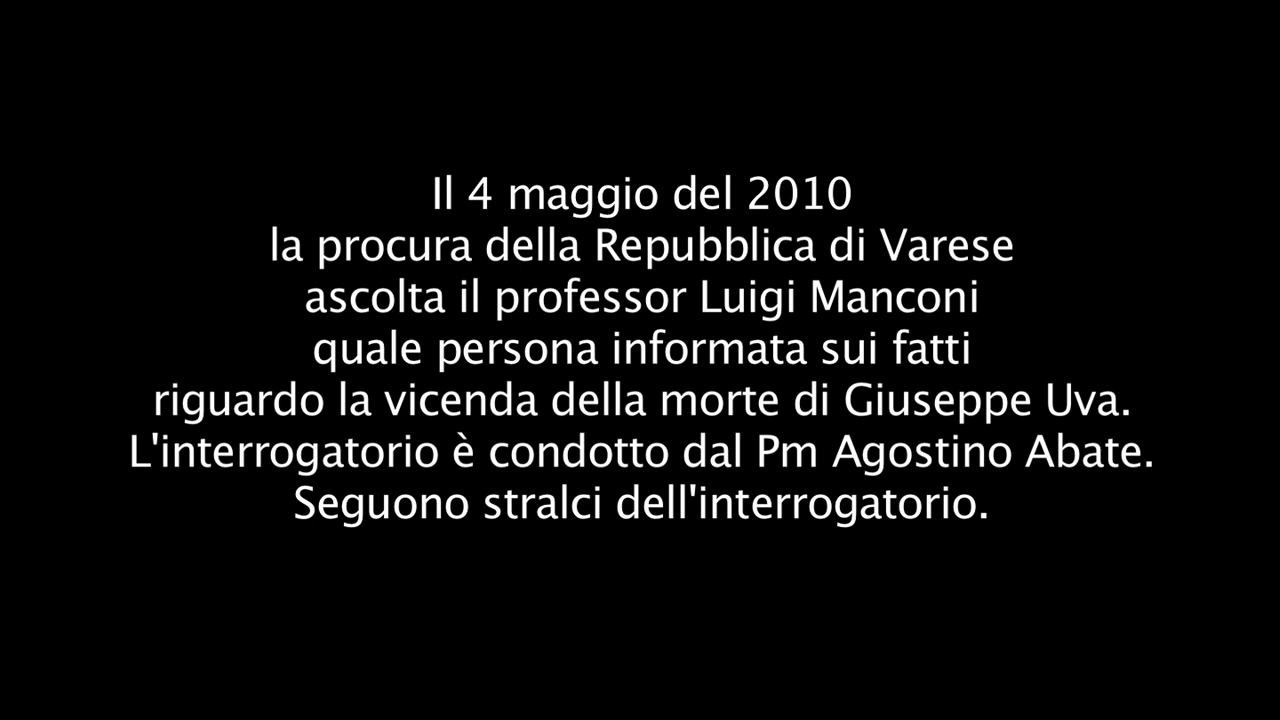 Il 4 maggio del 2010
la procura della Repubblica di Varese
ascolta il professor Luigi Manconi
quale persona informata sui fatti
riguardo la vicenda della morte di Giuseppe Uva.
L'interrogatorio è condotto dal Pm Agostino Abate.
Seguono stralci dell'interrogatorio.